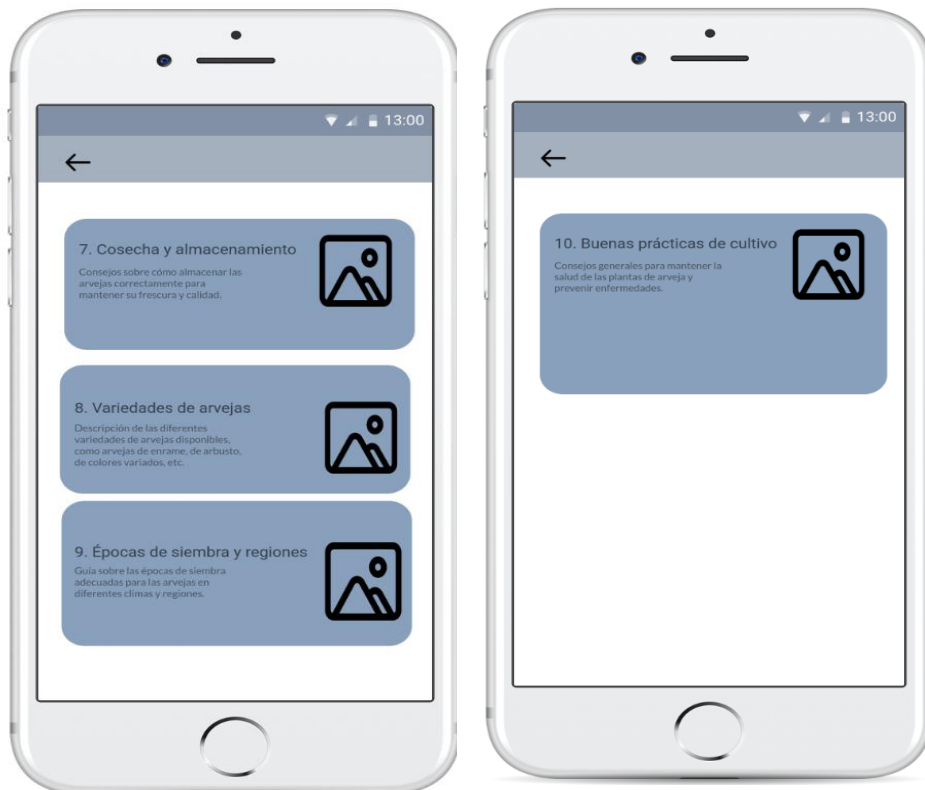 13:00
7. Cosecha y almacenamiento
Consejos sobre cómo almacenar las
arvejas correctamente para
mantener su frescura y calidad.
8. Variedades de arvejas
Descripción de las diferentes
variedades de arvejas disponibles,
como arvejas de enrame, de arbusto,
de colores variados, etc.
9. Épocas de siembra y regiones
Guía sobre las épocas de siembra
adecuadas para las arvejas en
diferentes climas y regiones.
13:00
10. Buenas prácticas de cultivo
Consejos generales para mantener la
salud de las plantas de arveja y
prevenir enfermedades.